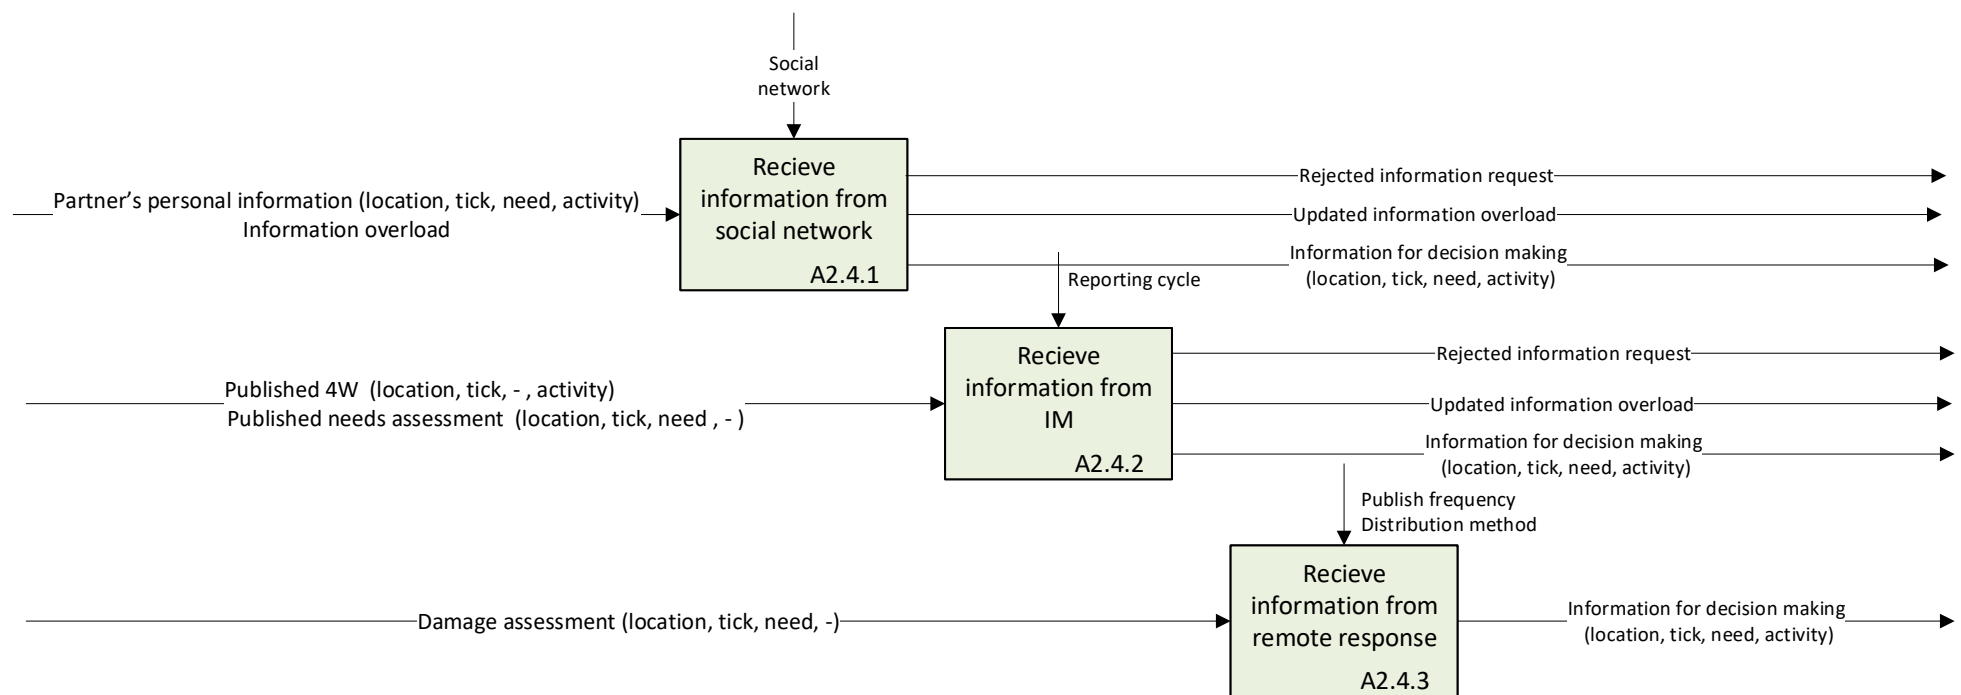 Social
network
Recieve
information from
social network
A2.4.1
Partner’s personal information (location, tick, need, activity)
Information overload
Rejected information request
Updated information overload
Information for decision making
(location, tick, need, activity)
Reporting cycle
Recieve
information from
IM
A2.4.2
Published 4W  (location, tick, - , activity)
Published needs assessment  (location, tick, need , - )
Rejected information request
Updated information overload
Information for decision making
(location, tick, need, activity)
Publish frequency
Distribution method
Recieve
information from
remote response
A2.4.3
Damage assessment (location, tick, need, -)
Information for decision making
(location, tick, need, activity)